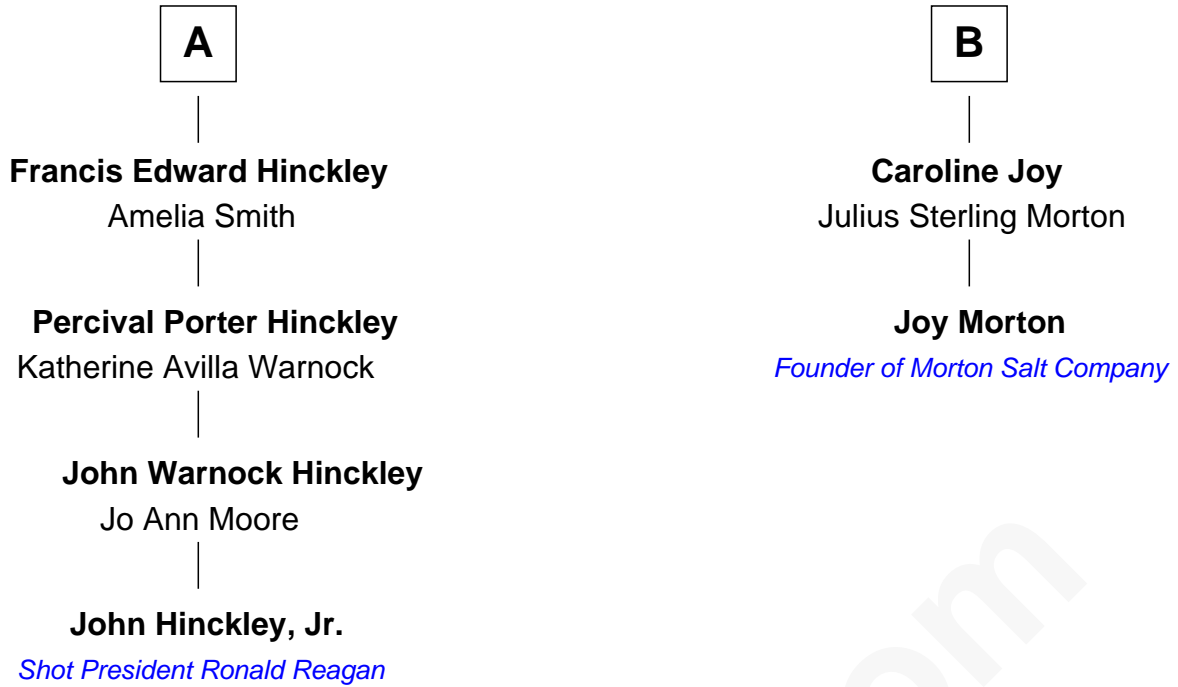 A
Francis Edward Hinckley
Amelia Smith
Percival Porter Hinckley
Katherine Avilla Warnock
John Warnock Hinckley
Jo Ann Moore
John Hinckley, Jr.
Shot President Ronald Reagan
B
Caroline Joy
Julius Sterling Morton
Joy Morton
Founder of Morton Salt Company
om